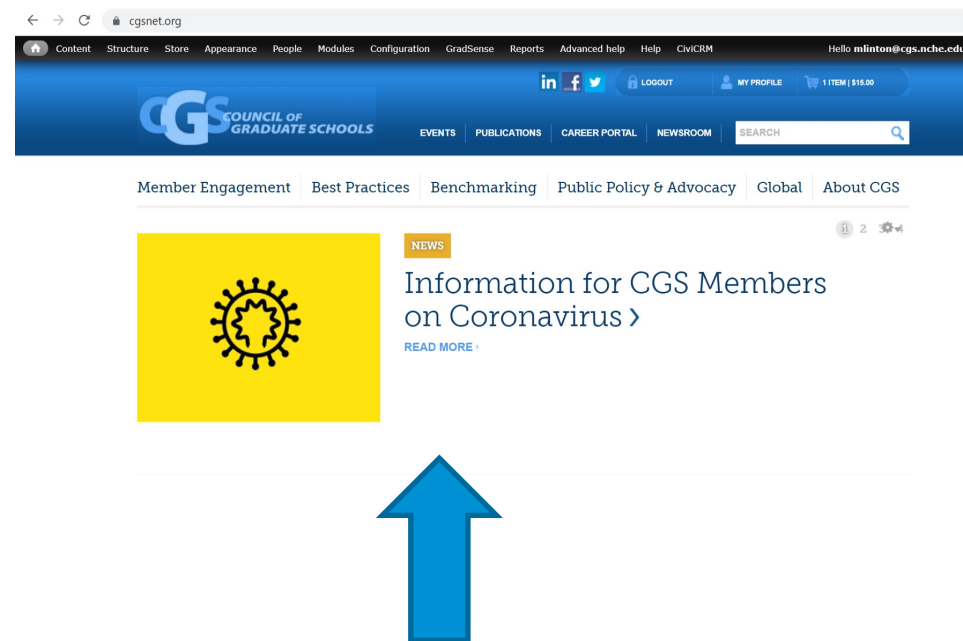 cgsnet.org
Content Structure Store Appearance People Modules Configuration GradSense Reports Advanced help Help CiviCRM Hello mlinton@cgs.nche.edu
in f LOGOUT MY PROFILE 1 ITEM | $15.00
CGS COUNCIL OF
GRADUATE SCHOOLS
EVENTS PUBLICATIONS CAREER PORTAL NEWSROOM SEARCH
Member Engagement Best Practices Benchmarking Public Policy & Advocacy Global About CGS
1 2 3 4
NEWS
Information for CGS Members
on Coronavirus ›
READ MORE ›